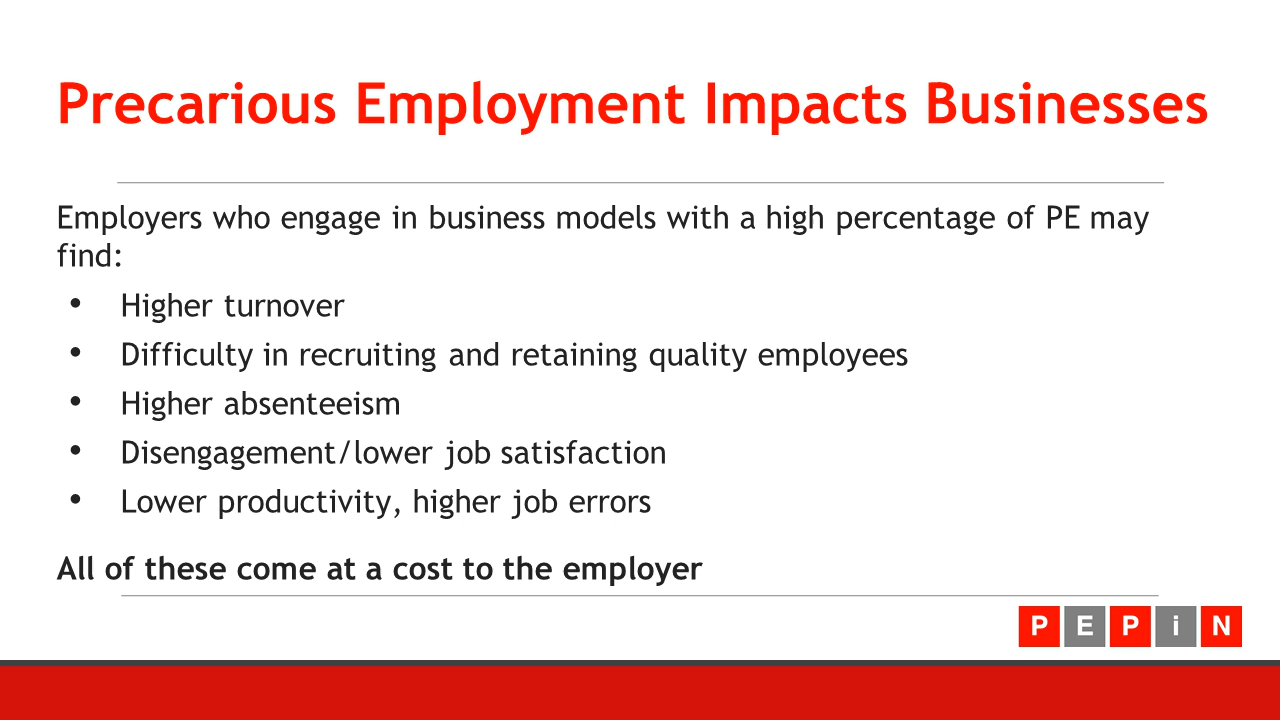 Precarious Employment Impacts Businesses
Employers who engage in business models with a high percentage of PE may
find:
• Higher turnover
• Difficulty in recruiting and retaining quality employees
• Higher absenteeism
• Disengagement/lower job satisfaction
• Lower productivity, higher job errors
All of these come at a cost to the employer
P E P i N